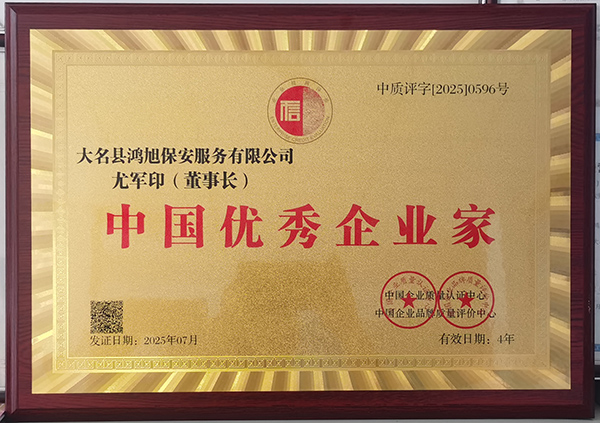 中质评字[2025]0596号
信
大名县鸿旭保安服务有限公司
尤军印（董事长）
中国优秀企业家
中国企业质量认证中心
中国企业品牌质量评价中心
发证日期：2025年07月
有效日期：4年